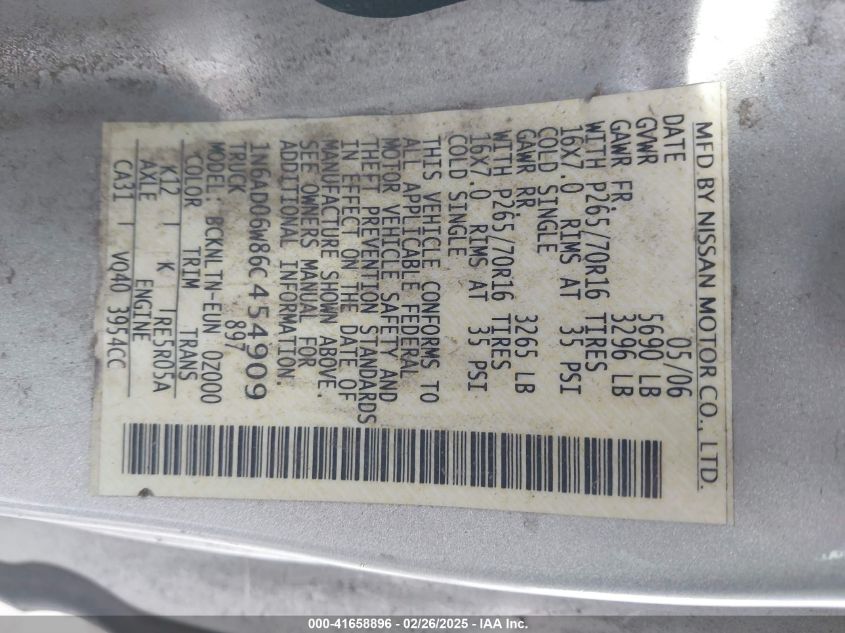 MFD BY NISSAN MOTOR CO., LTD.
DATE 05/06
GVWR 5690 LB
GAWR FR. 3296 LB
WITH P265/70R16 TIRES
16X7.0 RIMS AT 35 PSI
COLD SINGLE
GAWR RR. 3265 LB
WITH P265/70R16 TIRES
16X7.0 RIMS AT 35 PSI
COLD SINGLE
THIS VEHICLE CONFORMS TO
ALL APPLICABLE FEDERAL
MOTOR VEHICLE SAFETY AND
THEFT PREVENTION STANDARDS
IN EFFECT ON THE DATE OF
MANUFACTURE SHOWN ABOVE.
SEE OWNERS MANUAL FOR
ADDITIONAL INFORMATION.
1N6AD06W86C454909
TRUCK 897
MODEL: BCKNLTN-EUN 0Z000
COLOR TRIM TRANS
K12 | K |RE5R05A
AXLE ENGINE
CA31 | VQ40 3954CC
000-41658896 - 02/26/2025 - IAA Inc.